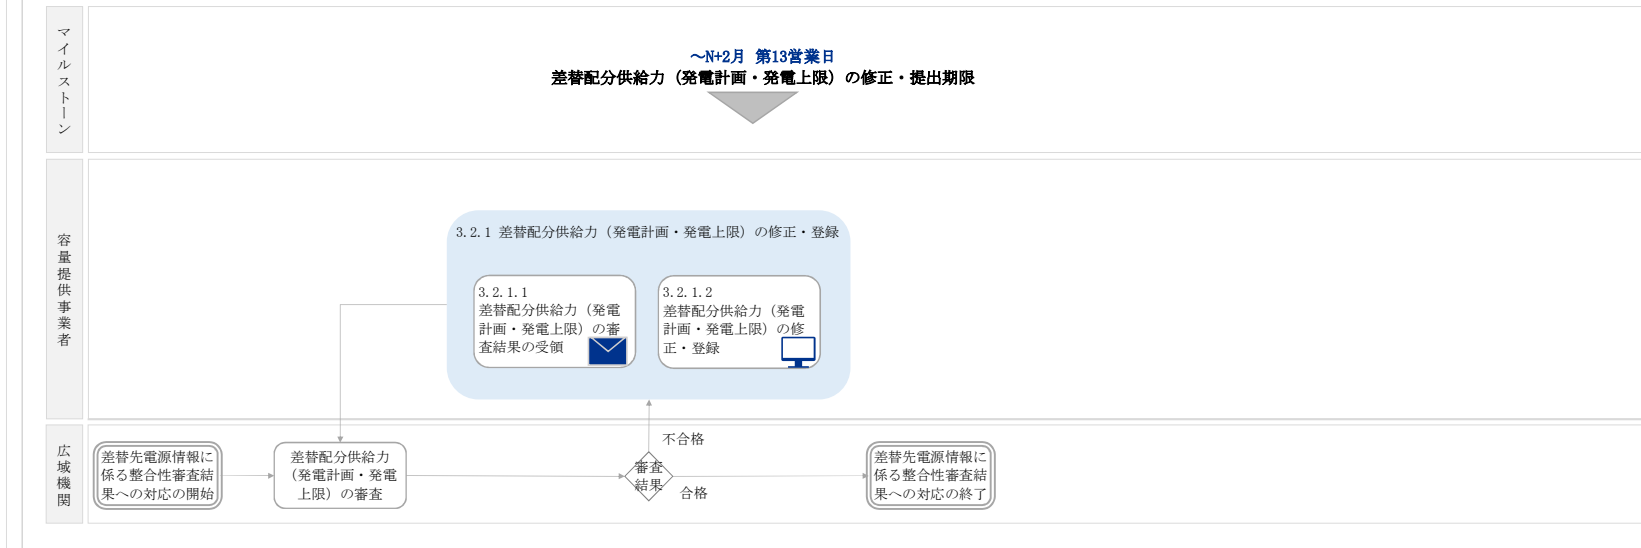 マイルストーン
～N+2月 第13営業日
差替配分供給力（発電計画・発電上限）の修正・提出期限
容量提供事業者
3.2.1 差替配分供給力（発電計画・発電上限）の修正・登録
3.2.1.1
差替配分供給力（発電
計画・発電上限）の審
査結果の受領
3.2.1.2
差替配分供給力（発電
計画・発電上限）の修
正・登録
広域機関
差替先電源情報に
係る整合性審査結
果への対応の開始
差替配分供給力
（発電計画・発電
上限）の審査
審査
結果
不合格
合格
差替先電源情報に
係る整合性審査結
果への対応の終了